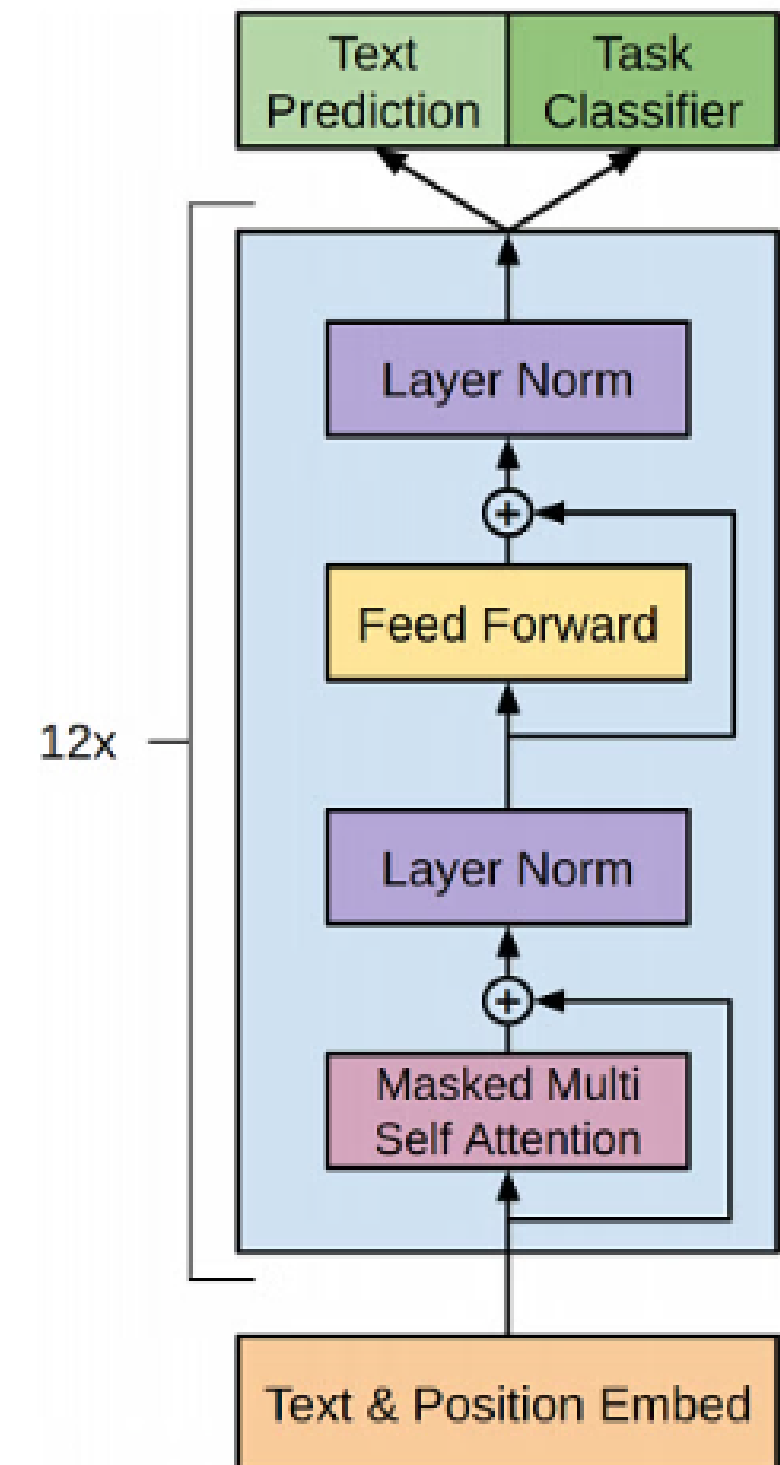 Text
Prediction
Task
Classifier
Layer Norm
+
Feed Forward
12x
Layer Norm
+
Masked Multi
Self Attention
Text & Position Embed